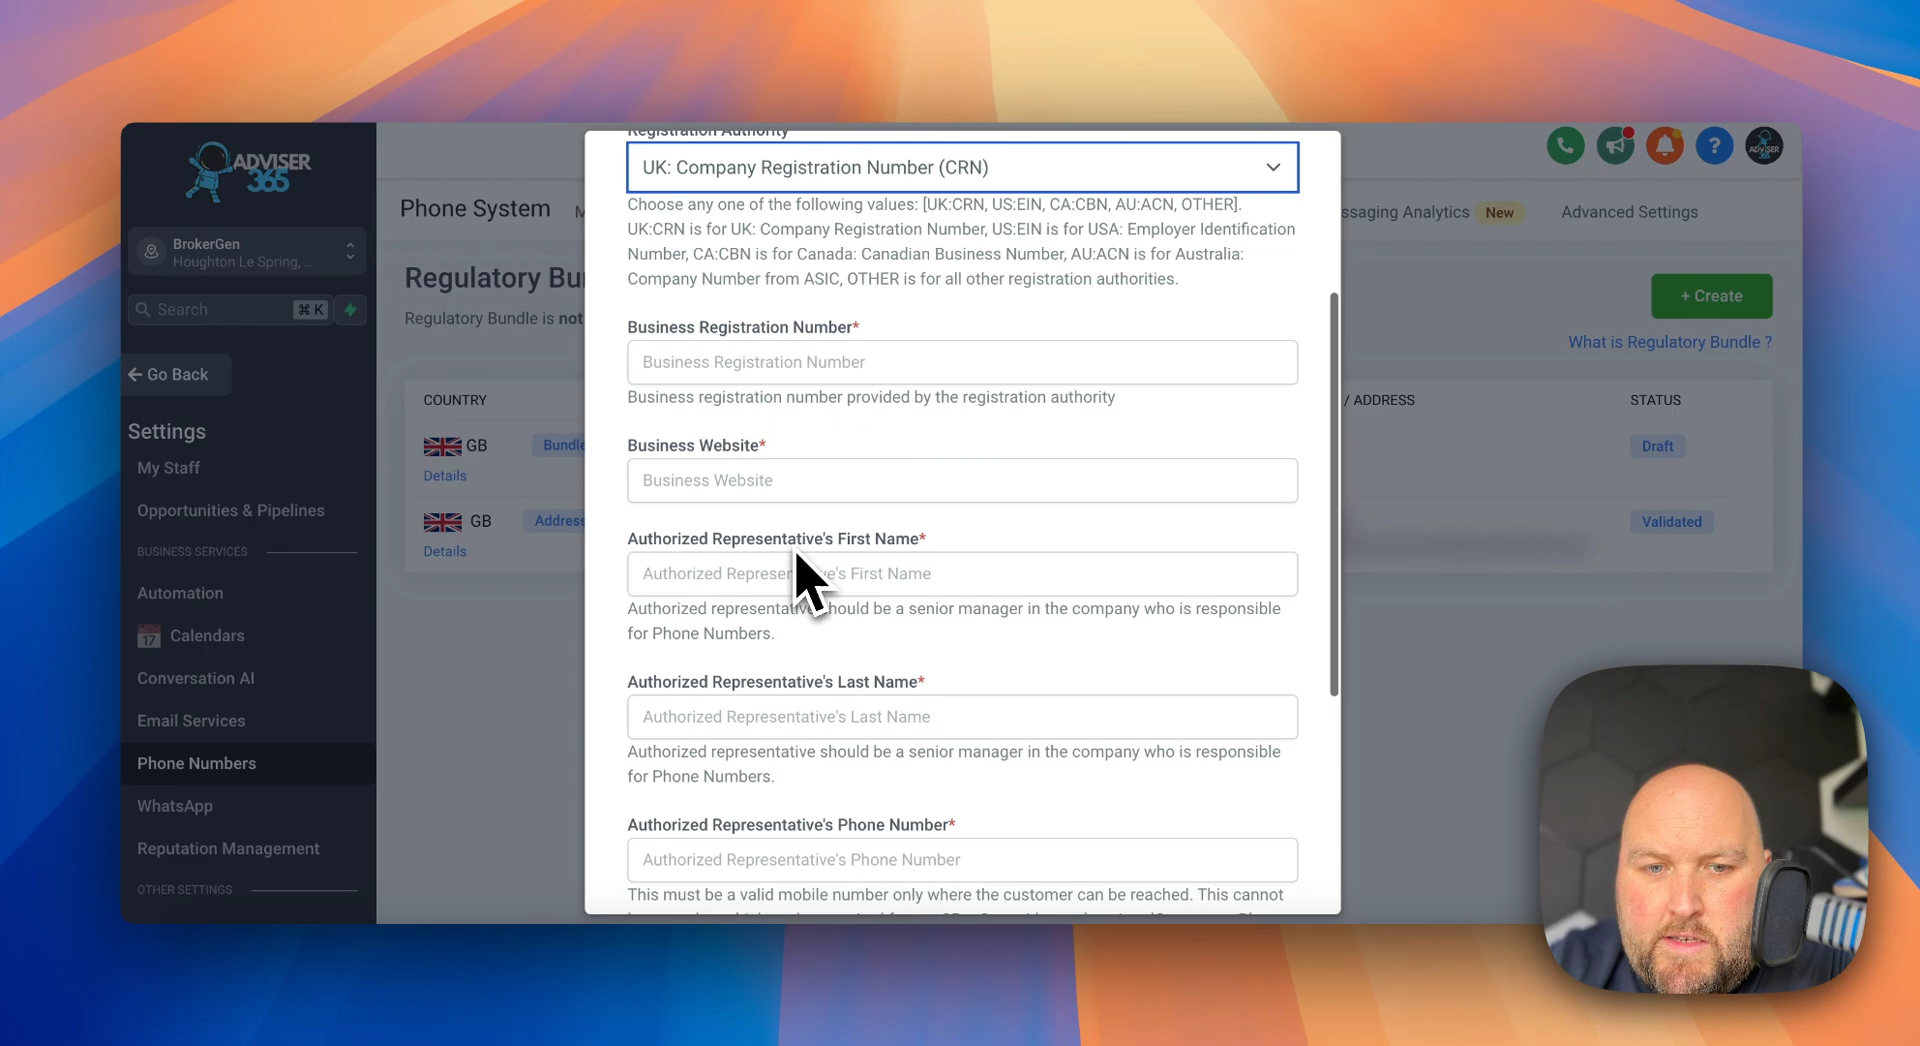 ADVISER
365
BrokerGen
Houghton Le Spring, ...
Search
⌘ K
Go Back
Settings
My Staff
Opportunities & Pipelines
BUSINESS SERVICES
Automation
17
Calendars
Conversation AI
Email Services
Phone Numbers
WhatsApp
Reputation Management
OTHER SETTINGS
Phone System
ssaging Analytics
New
Advanced Settings
?
Regulatory Bu
Regulatory Bundle is not
+ Create
What is Regulatory Bundle ?
COUNTRY
/ ADDRESS
STATUS
GB
Bundle
Draft
Details
GB
Address
Validated
Details
Registration Authority
UK: Company Registration Number (CRN)
Choose any one of the following values: [UK:CRN, US:EIN, CA:CBN, AU:ACN, OTHER].
UK:CRN is for UK: Company Registration Number, US:EIN is for USA: Employer Identification
Number, CA:CBN is for Canada: Canadian Business Number, AU:ACN is for Australia:
Company Number from ASIC, OTHER is for all other registration authorities.
Business Registration Number*
Business Registration Number
Business registration number provided by the registration authority
Business Website*
Business Website
Authorized Representative's First Name*
Authorized Represen 's First Name
Authorized representative should be a senior manager in the company who is responsible
for Phone Numbers.
Authorized Representative's Last Name*
Authorized Representative's Last Name
Authorized representative should be a senior manager in the company who is responsible
for Phone Numbers.
Authorized Representative's Phone Number*
Authorized Representative's Phone Number
This must be a valid mobile number only where the customer can be reached. This cannot